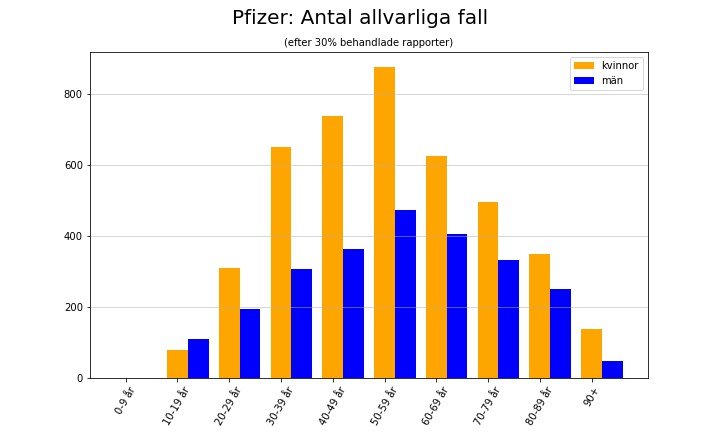 Pfizer: Antal allvarliga fall
(efter 30% behandlade rapporter)
kvinnor
män
800
600
400
200
0
0-9 år
10-19 år
20-29 år
30-39 år
40-49 år
50-59 år
60-69 år
70-79 år
80-89 år
90+